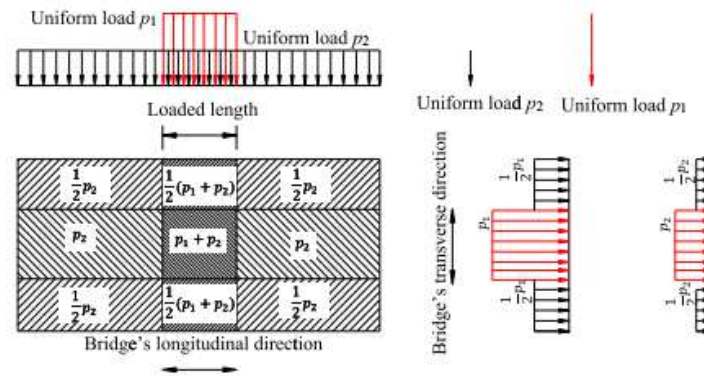 Uniform load p₁
Uniform load p₂
Loaded length
Uniform load p₂ Uniform load p₁
1/2 p₂ 1/2 (p₁ + p₂) 1/2 p₂
p₂ p₁ + p₂ p₂
1/2 p₂ 1/2 (p₁ + p₂) 1/2 p₂
Bridge's longitudinal direction
Bridge's transverse direction
1/2 p₁
p₁
1/2 p₁
1/2 p₂
p₂
1/2 p₂